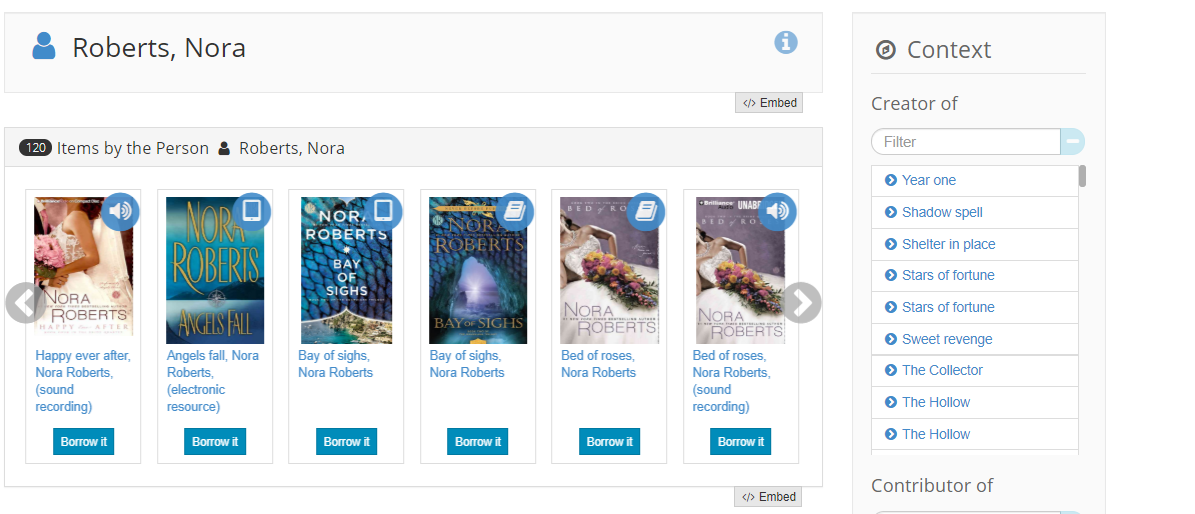 Roberts, Nora
</> Embed
120 Items by the Person Roberts, Nora
NORA
ROBERTS
HAPPY EVER AFTER
Happy ever after,
Nora Roberts,
(sound
recording)
Borrow it
NORA
ROBERTS
ANGELS FALL
Angels fall, Nora
Roberts,
(electronic
resource)
Borrow it
NORA
ROBERTS
BAY
OF
SIGHS
Bay of sighs,
Nora Roberts
Borrow it
NORA
ROBERTS
BAY OF SIGHS
Bay of sighs,
Nora Roberts
Borrow it
BED OF RO
NORA
ROBERTS
Bed of roses,
Nora Roberts
Borrow it
Brilliance
UNAB
BED OF RO
NORA
ROBERTS
Bed of roses,
Nora Roberts,
(sound
recording)
Borrow it
</> Embed
Context
Creator of
Filter
Year one
Shadow spell
Shelter in place
Stars of fortune
Stars of fortune
Sweet revenge
The Collector
The Hollow
The Hollow
Contributor of